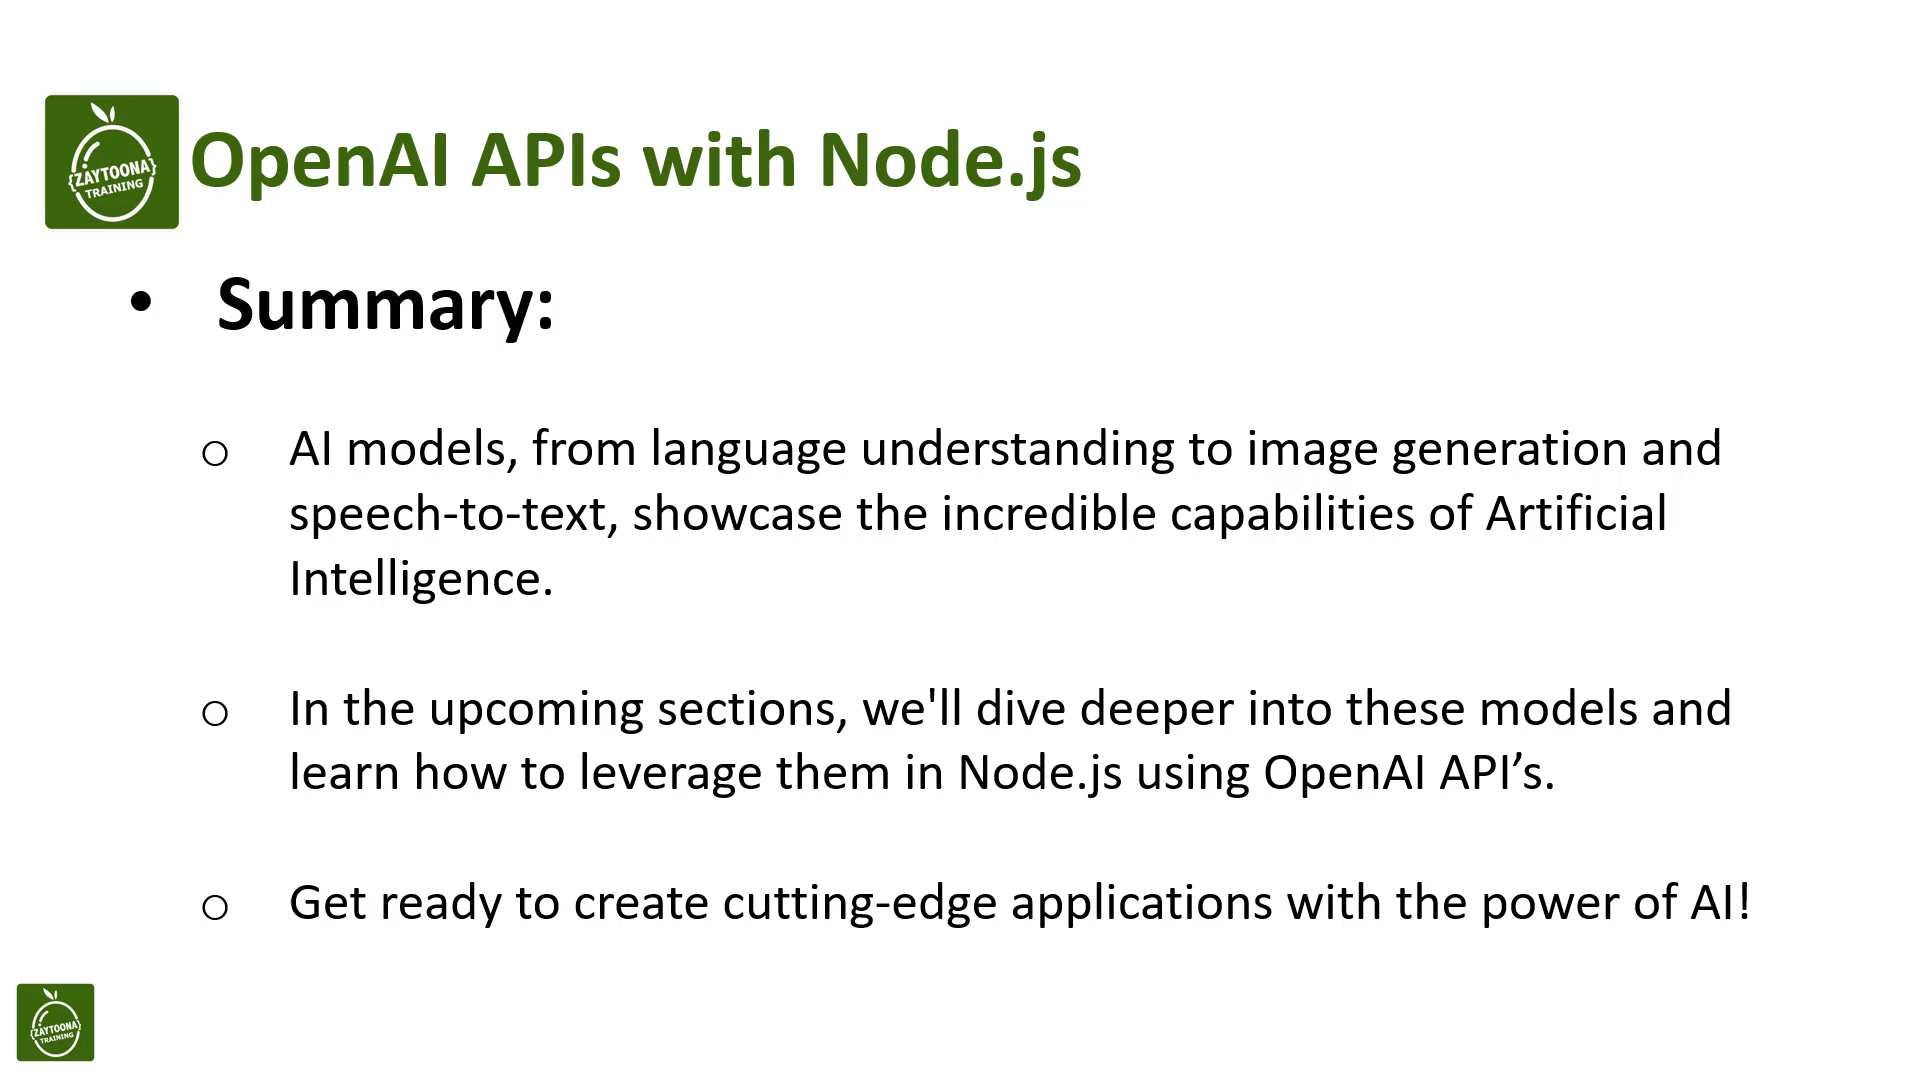 {ZAYTOONA}
TRAINING
OpenAI APIs with Node.js
• Summary:
o AI models, from language understanding to image generation and
speech-to-text, showcase the incredible capabilities of Artificial
Intelligence.
o In the upcoming sections, we'll dive deeper into these models and
learn how to leverage them in Node.js using OpenAI API’s.
o Get ready to create cutting-edge applications with the power of AI!
{ZAYTOONA}
TRAINING